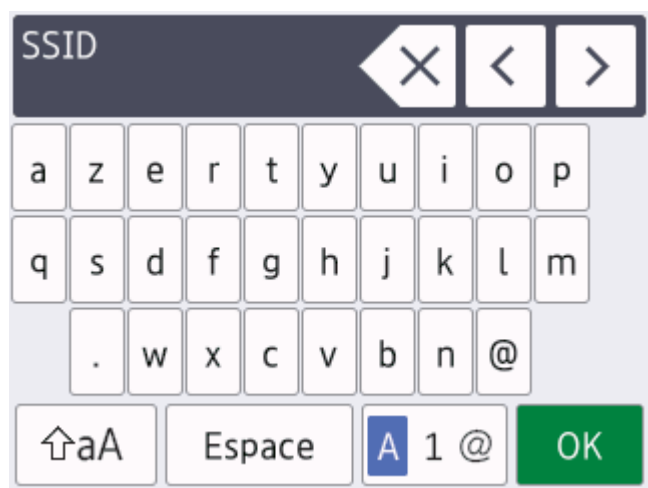 SSID
a z e r t y u i o p
q s d f g h j k l m
. w x c v b n @
aA Espace A 1 @ OK